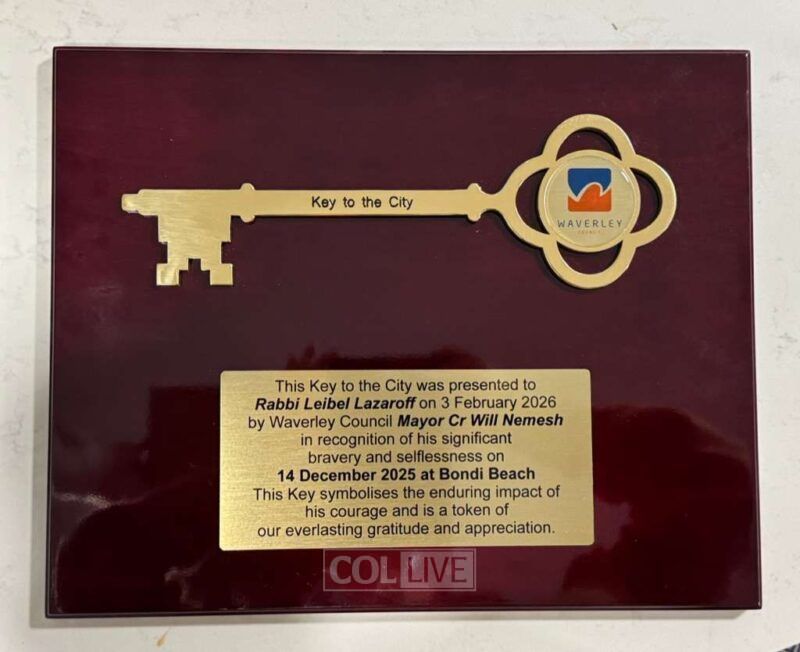 Key to the City
WAVERLEY
COUNCIL
This Key to the City was presented to
Rabbi Leibel Lazaroff on 3 February 2026
by Waverley Council Mayor Cr Will Nemesh
in recognition of his significant
bravery and selflessness on
14 December 2025 at Bondi Beach
This Key symbolises the enduring impact of
his courage and is a token of
our everlasting gratitude and appreciation.
COL LIVE